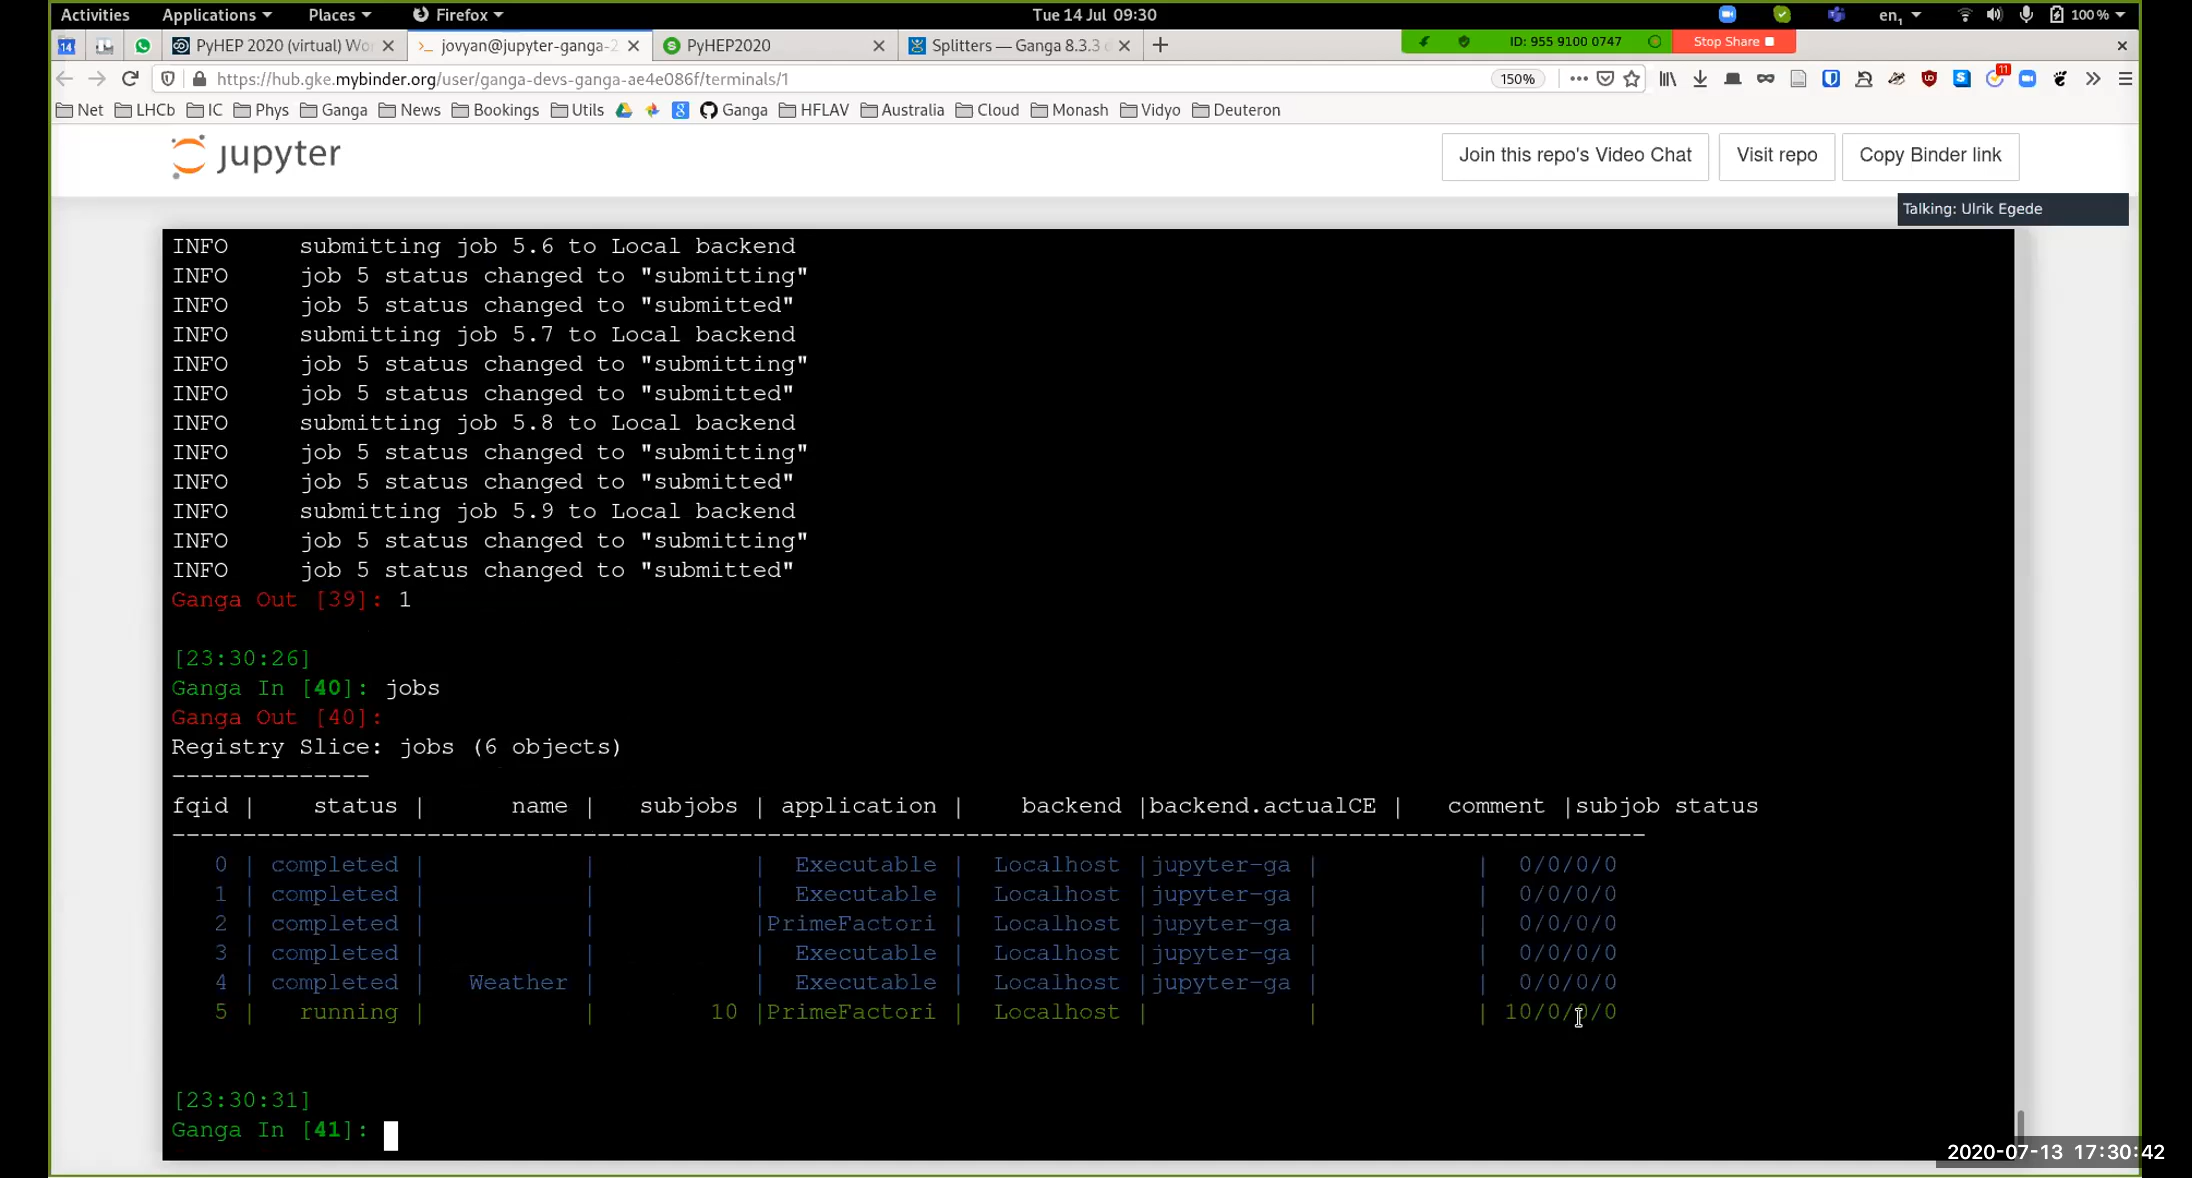 Activities Applications Places Firefox Tue 14 Jul 09:30 en1 100 %
14 PyHEP 2020 (virtual) Wo jovyan@jupyter-ganga-2 PyHEP2020 Splitters — Ganga 8.3.3 d ID: 955 9100 0747 Stop Share
https://hub.gke.mybinder.org/user/ganga-devs-ganga-ae4e086f/terminals/1 150% 11
Net LHCb IC Phys Ganga News Bookings Utils Ganga HFLAV Australia Cloud Monash Vidyo Deuteron
jupyter Join this repo's Video Chat Visit repo Copy Binder link
Talking: Ulrik Egede
INFO submitting job 5.6 to Local backend
INFO job 5 status changed to "submitting"
INFO job 5 status changed to "submitted"
INFO submitting job 5.7 to Local backend
INFO job 5 status changed to "submitting"
INFO job 5 status changed to "submitted"
INFO submitting job 5.8 to Local backend
INFO job 5 status changed to "submitting"
INFO job 5 status changed to "submitted"
INFO submitting job 5.9 to Local backend
INFO job 5 status changed to "submitting"
INFO job 5 status changed to "submitted"
Ganga Out [39]: 1
[23:30:26]
Ganga In [40]: jobs
Ganga Out [40]:
Registry Slice: jobs (6 objects)
--------------
fqid | status | name | subjobs | application | backend |backend.actualCE | comment |subjob status
--------------------------------------------------------------------------------------------------------
0 | completed | | | Executable | Localhost |jupyter-ga | | 0/0/0/0
1 | completed | | | Executable | Localhost |jupyter-ga | | 0/0/0/0
2 | completed | | |PrimeFactori | Localhost |jupyter-ga | | 0/0/0/0
3 | completed | | | Executable | Localhost |jupyter-ga | | 0/0/0/0
4 | completed | Weather | | Executable | Localhost |jupyter-ga | | 0/0/0/0
5 | running | | 10 |PrimeFactori | Localhost | | | 10/0/0/0
[23:30:31]
Ganga In [41]:
2020-07-13 17:30:42